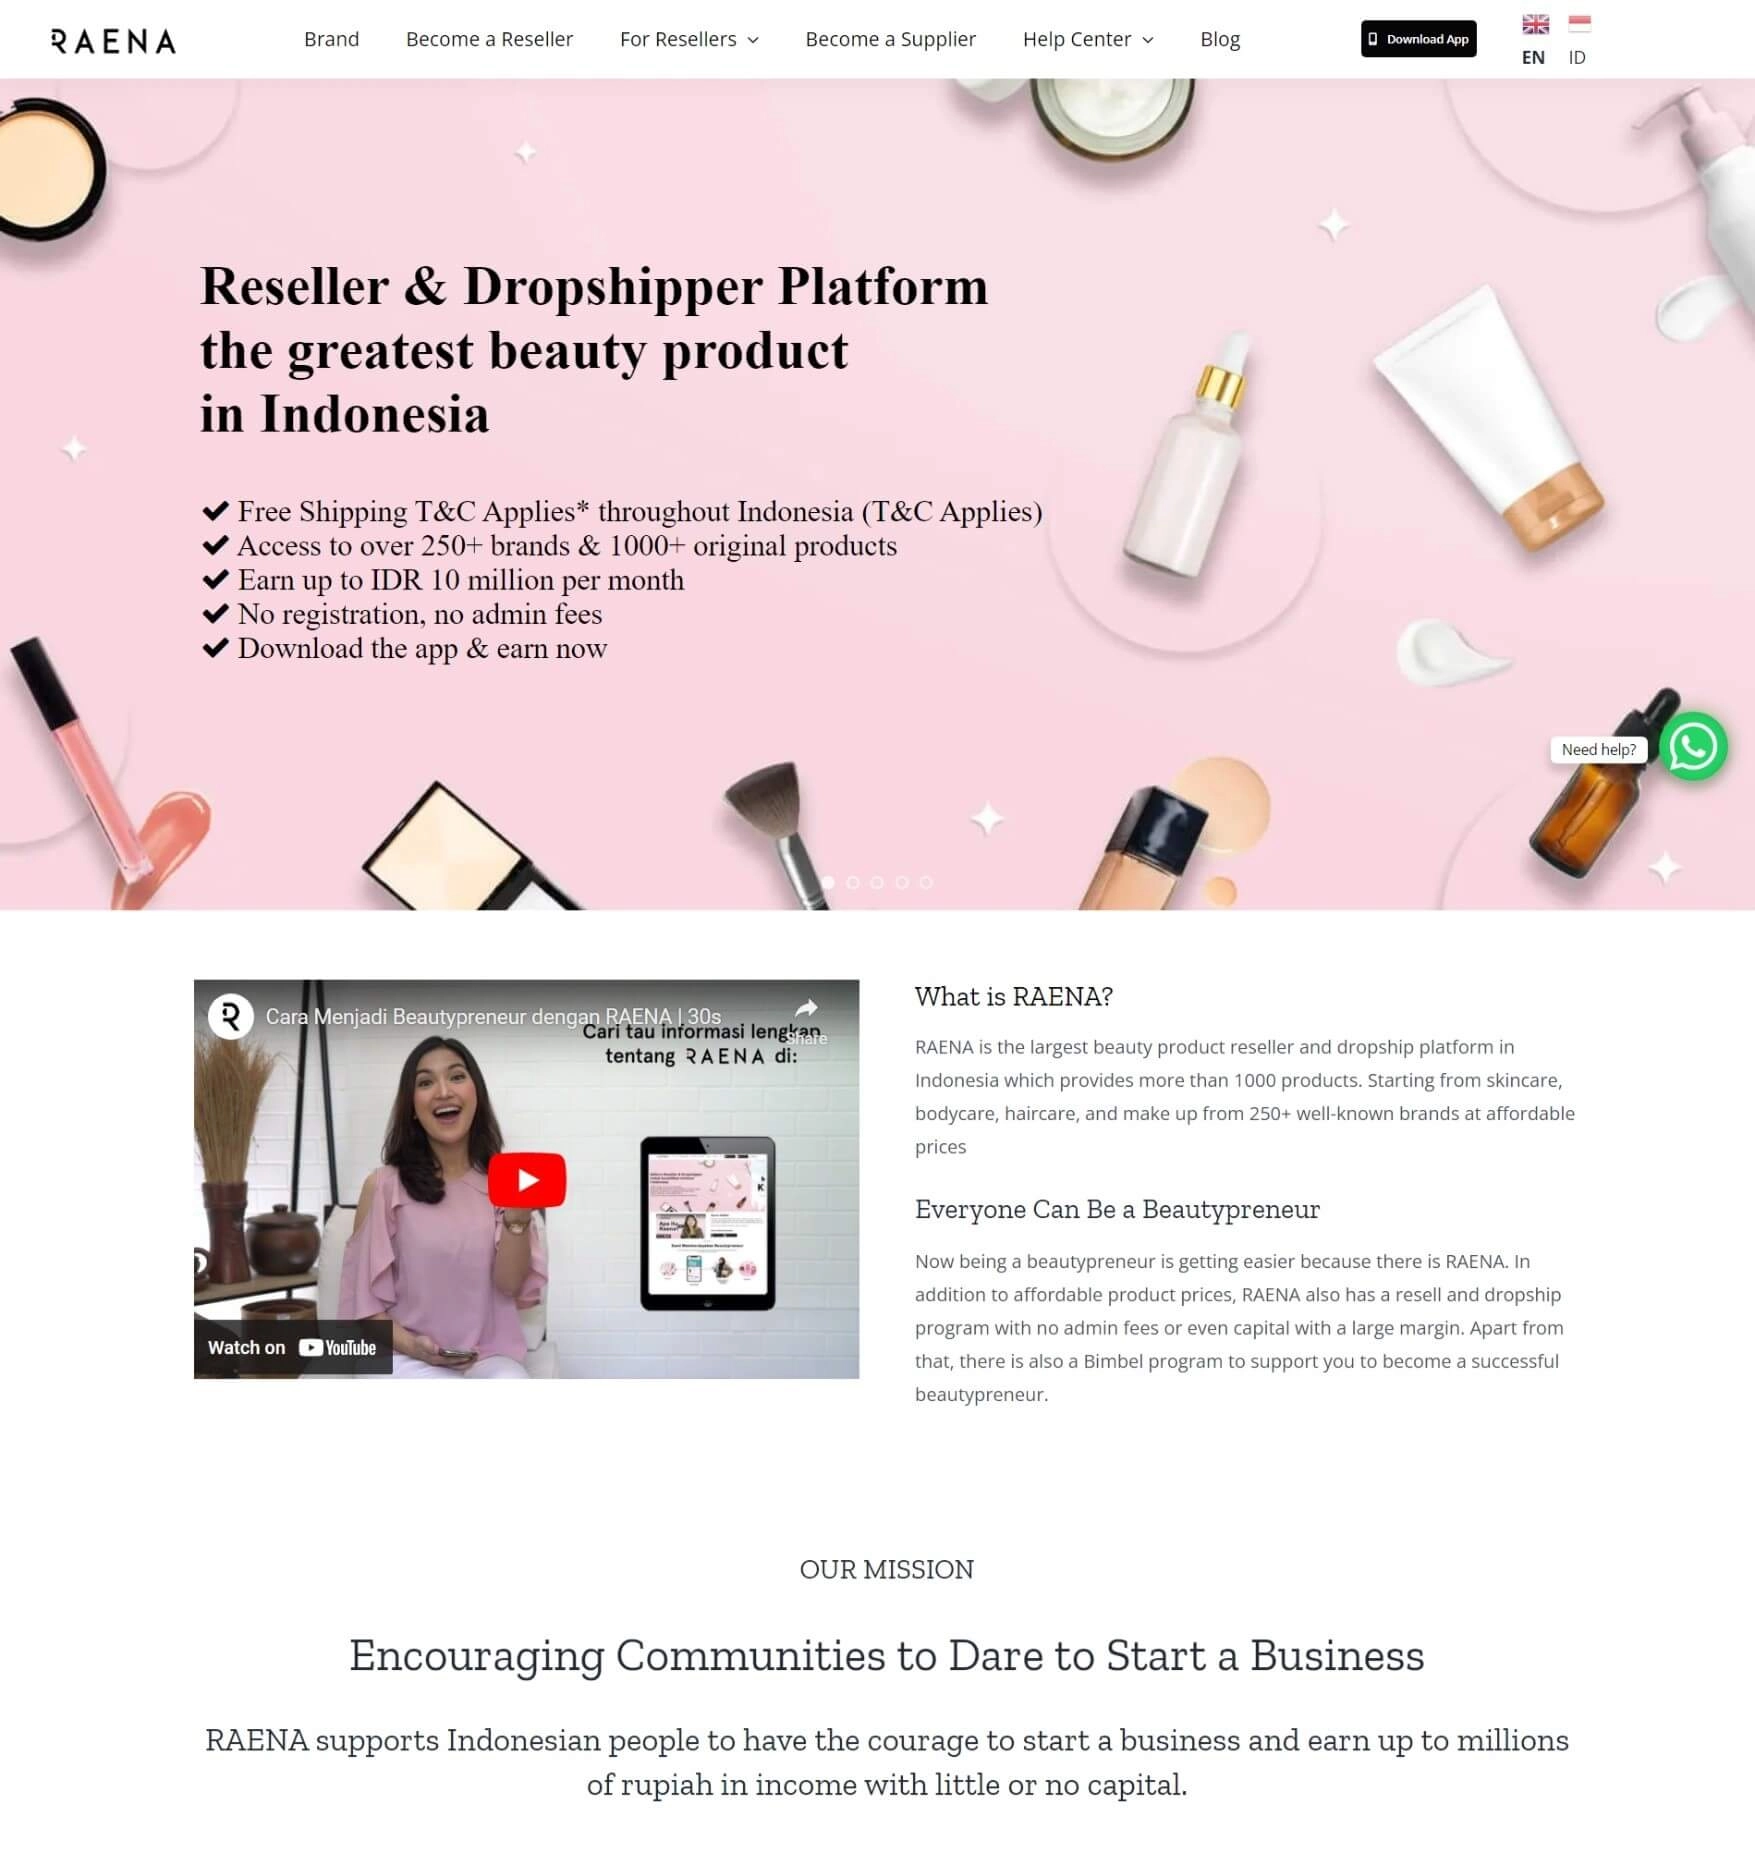 RAENA
Brand
Become a Reseller
For Resellers
Become a Supplier
Help Center
Blog
Download App
EN
ID
Reseller & Dropshipper Platform
the greatest beauty product
in Indonesia
Free Shipping T&C Applies* throughout Indonesia (T&C Applies)
Access to over 250+ brands & 1000+ original products
Earn up to IDR 10 million per month
No registration, no admin fees
Download the app & earn now
Need help?
Cara Menjadi Beautypreneur dengan RAENA | 30s
Share
Cari tau informasi lengkap
tentang RAENA di:
Watch on YouTube
What is RAENA?
RAENA is the largest beauty product reseller and dropship platform in
Indonesia which provides more than 1000 products. Starting from skincare,
bodycare, haircare, and make up from 250+ well-known brands at affordable
prices
Everyone Can Be a Beautypreneur
Now being a beautypreneur is getting easier because there is RAENA. In
addition to affordable product prices, RAENA also has a resell and dropship
program with no admin fees or even capital with a large margin. Apart from
that, there is also a Bimbel program to support you to become a successful
beautypreneur.
OUR MISSION
Encouraging Communities to Dare to Start a Business
RAENA supports Indonesian people to have the courage to start a business and earn up to millions
of rupiah in income with little or no capital.